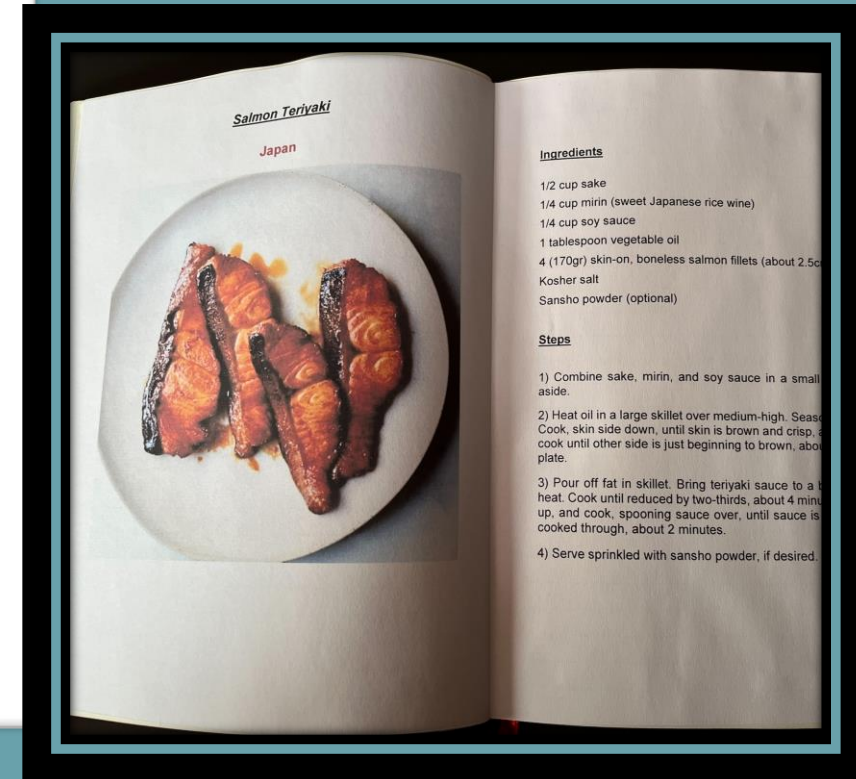 Salmon Teriyaki
Japan
Ingredients
1/2 cup sake
1/4 cup mirin (sweet Japanese rice wine)
1/4 cup soy sauce
1 tablespoon vegetable oil
4 (170gr) skin-on, boneless salmon fillets (about
Kosher salt
Sansho powder (optional)
Steps
1) Combine sake, mirin, and soy sauce in a small
aside.
2) Heat oil in a large skillet over medium-high.
Cook, skin side down, until skin is brown and crisp,
cook until other side is just beginning to brown,
plate.
3) Pour off fat in skillet. Bring teriyaki sauce to a
heat. Cook until reduced by two-thirds, about 4
up, and cook, spooning sauce over, until sauce is
cooked through, about 2 minutes.
4) Serve sprinkled with sansho powder, if desired.